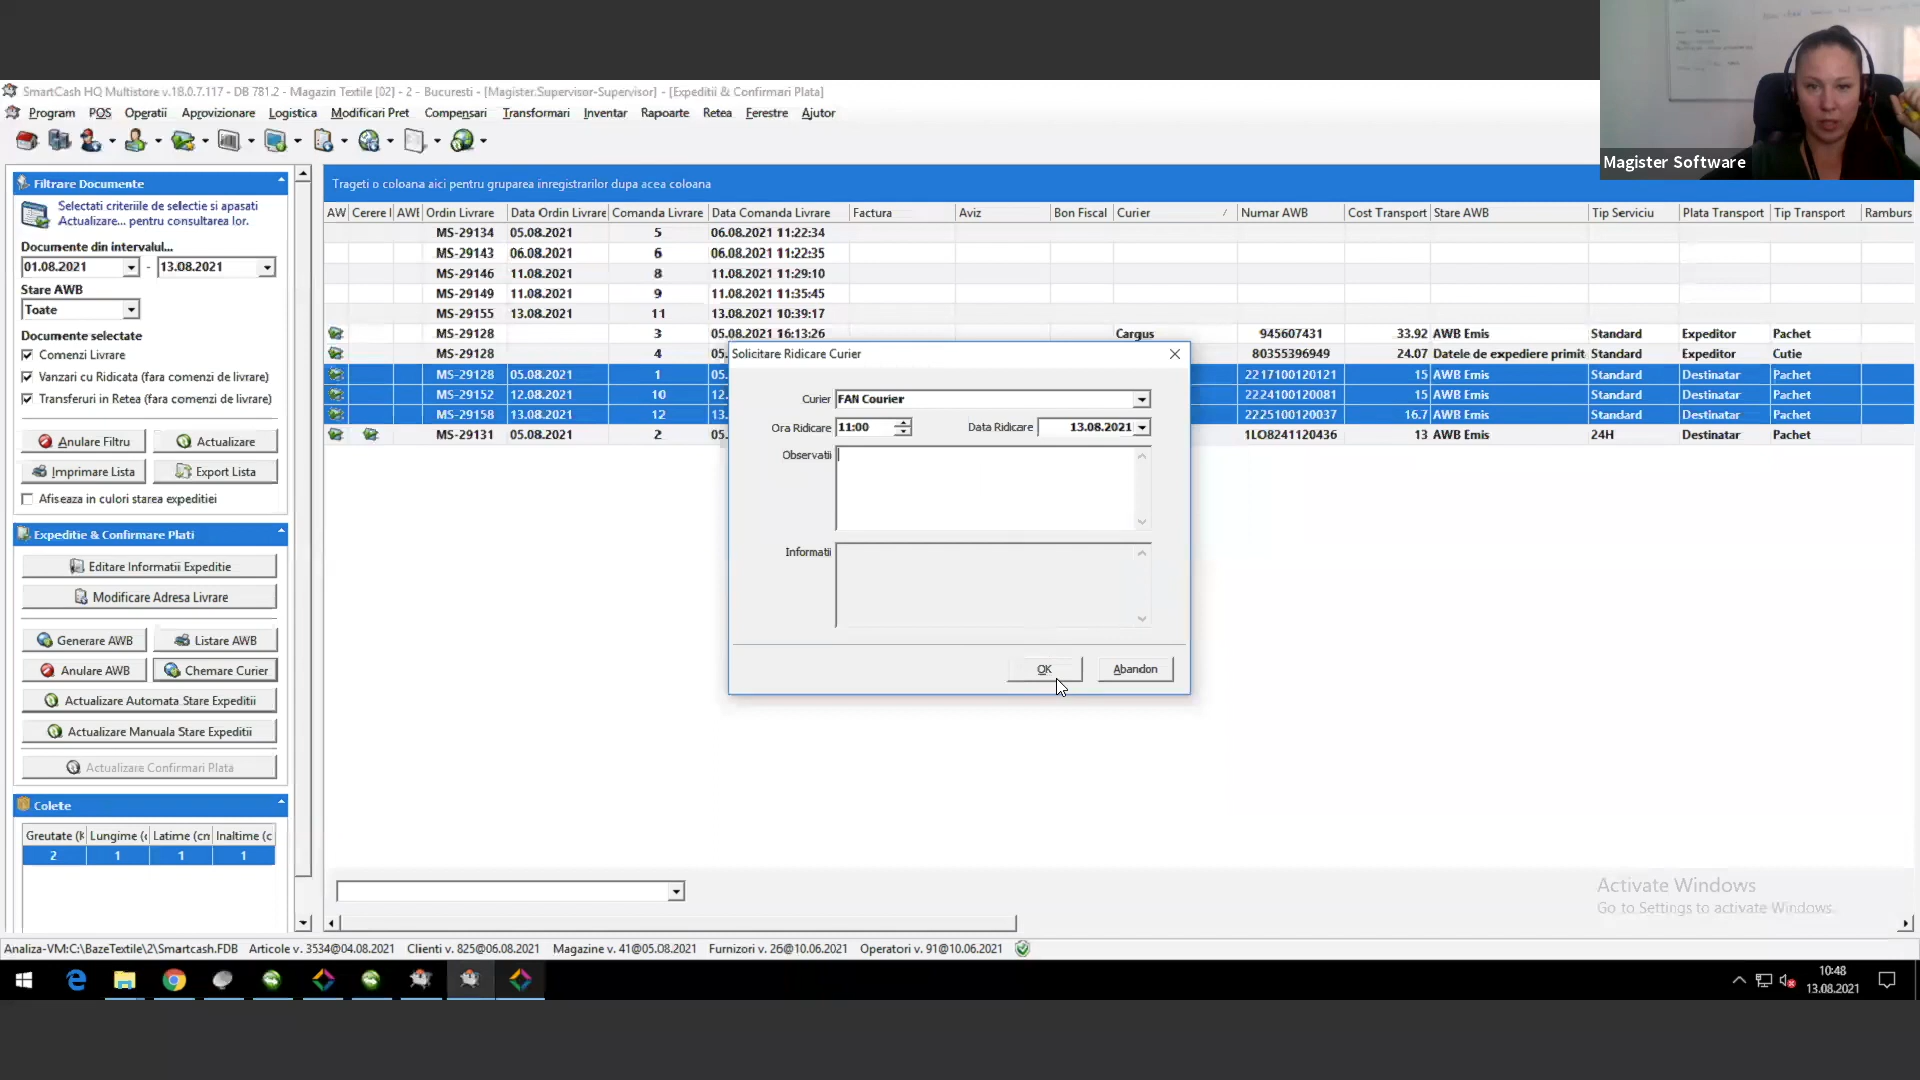 SmartCash HQ Multistore v.18.0.7.117 - DB 781.2 - Magazin Textile [02] - 2 - Bucuresti - [Magister.Supervisor-Supervisor] - [Expeditii & Confirmari Plata]
Program POS Operatii Aprovizionare Logistica Modificari Pret Compensari Transformari Inventar Rapoarte Retea Ferestre Ajutor
Magister Software
Filtrare Documente
Selectati criteriile de selectie si apasati
Actualizare... pentru consultarea lor.
Documente din intervalul...
01.08.2021 - 13.08.2021
Stare AWB
Toate
Documente selectate
Comenzi Livrare
Vanzari cu Ridicata (fara comenzi de livrare)
Transferuri in Retea (fara comenzi de livrare)
Anulare Filtru Actualizare
Imprimare Lista Export Lista
Afiseaza in culori starea expeditiei
Expeditie & Confirmare Plati
Editare Informatii Expeditie
Modificare Adresa Livrare
Generare AWB Listare AWB
Anulare AWB Chemare Curier
Actualizare Automata Stare Expeditii
Actualizare Manuala Stare Expeditii
Actualizare Confirmari Plata
Colete
Greutate (k Lungime (c Latime (cn Inaltime (c
2 1 1 1
Trageti o coloana aici pentru gruparea inregistrarilor dupa acea coloana
AW Cerere I AWE Ordin Livrare Data Ordin Livrare Comanda Livrare Data Comanda Livrare Factura Aviz Bon Fiscal Curier / Numar AWB Cost Transport Stare AWB Tip Serviciu Plata Transport Tip Transport Ramburs
MS-29134 05.08.2021 5 06.08.2021 11:22:34
MS-29143 06.08.2021 6 06.08.2021 11:22:35
MS-29146 11.08.2021 8 11.08.2021 11:29:10
MS-29149 11.08.2021 9 11.08.2021 11:35:45
MS-29155 13.08.2021 11 13.08.2021 10:39:17
MS-29128 3 05.08.2021 16:13:26 Cargus 945607431 33.92 AWB Emis Standard Expeditor Pachet
MS-29128 4 05. 80355396949 24.07 Datele de expediere primit Standard Expeditor Cutie
MS-29128 05.08.2021 1 05. 2217100120121 15 AWB Emis Standard Destinatar Pachet
MS-29152 12.08.2021 10 12. 2224100120081 15 AWB Emis Standard Destinatar Pachet
MS-29158 13.08.2021 12 13. 2225100120037 16.7 AWB Emis Standard Destinatar Pachet
MS-29131 05.08.2021 2 05. 1LO8241120436 13 AWB Emis 24H Destinatar Pachet
Solicitare Ridicare Curier
Curier FAN Courier
Ora Ridicare 11:00 Data Ridicare 13.08.2021
Observatii
Informatii
OK Abandon
Activate Windows
Go to Settings to activate Windows.
Analiza-VM:C:\BazeTextile\2\Smartcash.FDB Articole v. 3534@04.08.2021 Clienti v. 825@06.08.2021 Magazine v. 41@05.08.2021 Furnizori v. 26@10.06.2021 Operatori v. 91@10.06.2021
10:48
13.08.2021